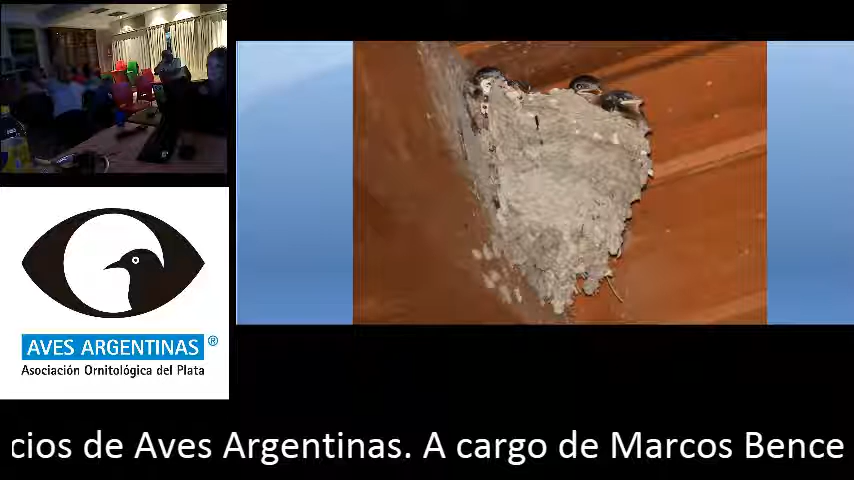 AVES ARGENTINAS ®
Asociación Ornitológica del Plata
cios de Aves Argentinas. A cargo de Marcos Bence